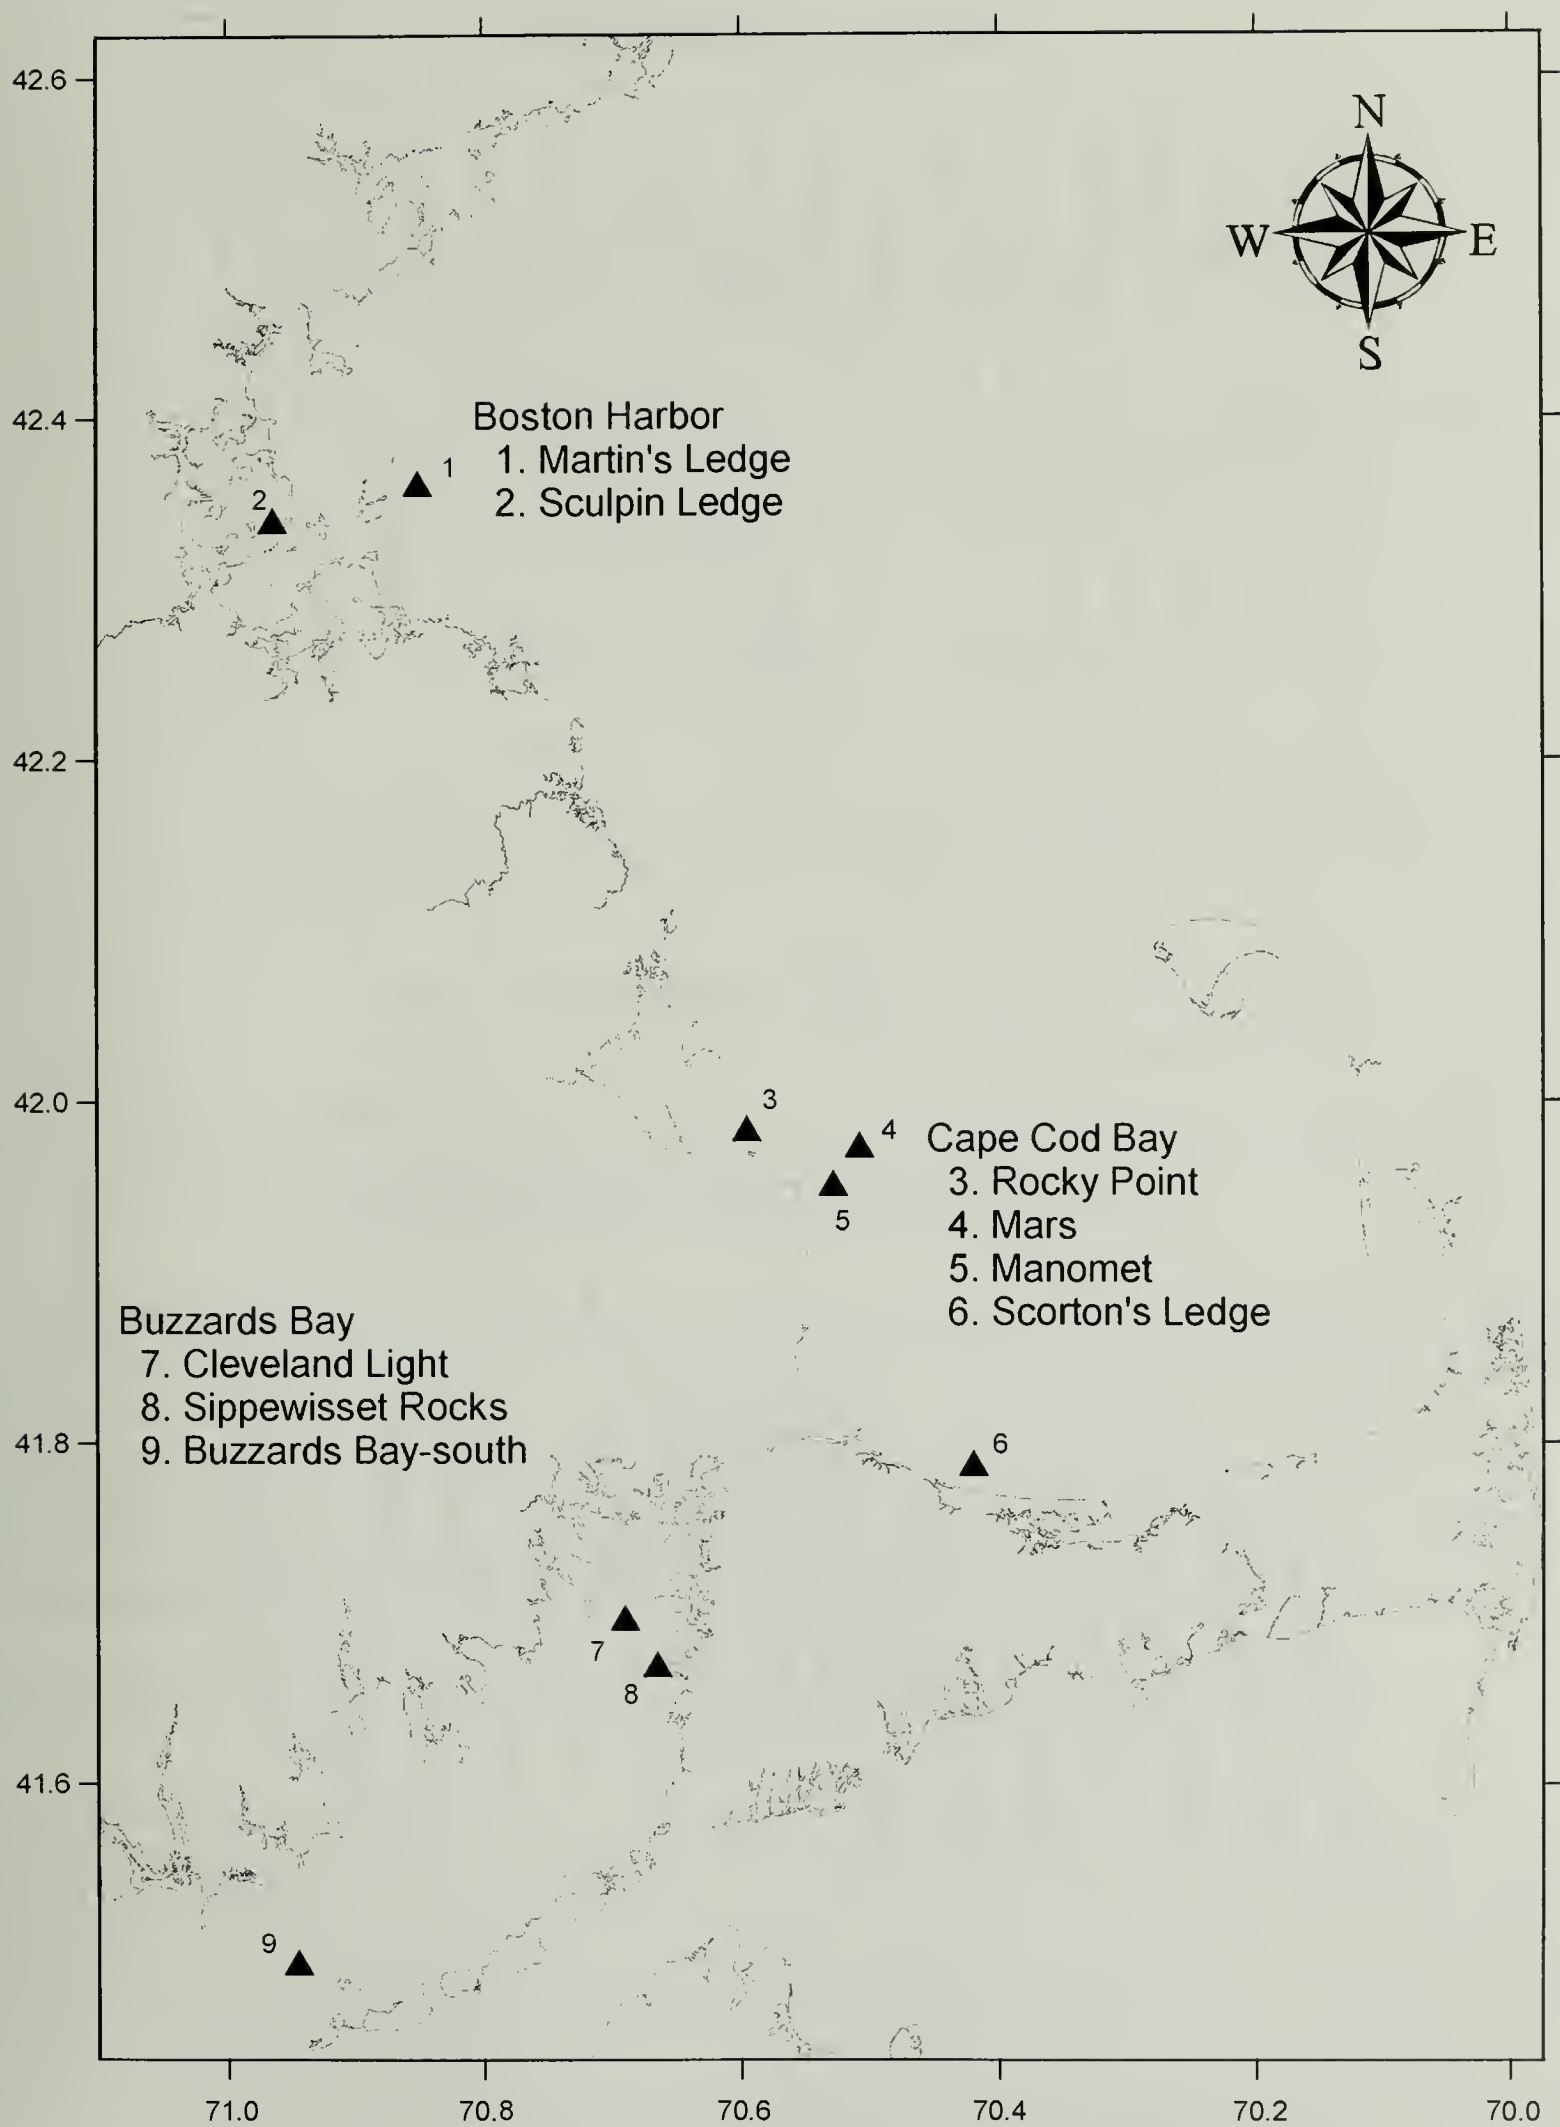 42.6
42.4
42.2
42.0
41.8
41.6
N
W
E
S
Boston Harbor
1. Martin's Ledge
2. Sculpin Ledge
1
2
3
4
5
Cape Cod Bay
3. Rocky Point
4. Mars
5. Manomet
6. Scorton's Ledge
Buzzards Bay
7. Cleveland Light
8. Sippewisset Rocks
9. Buzzards Bay-south
6
7
8
9
71.0
70.8
70.6
70.4
70.2
70.0